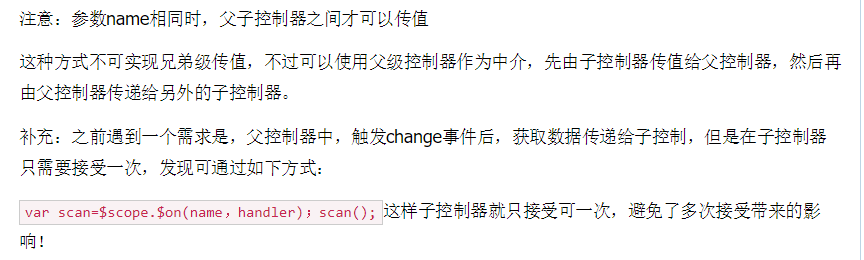 注意：参数name相同时，父子控制器之间才可以传值
这种方式不可实现兄弟级传值，不过可以使用父级控制器作为中介，先由子控制器传值给父控制器，然后再
由父控制器传递给另外的子控制器。
补充：之前遇到一个需求是，父控制器中，触发change事件后，获取数据传递给子控制，但是在子控制器
只需要接受一次，发现可通过如下方式：
var scan=$scope.$on(name，handler)；scan();这样子控制器就只接受可一次，避免了多次接受带来的影
响！